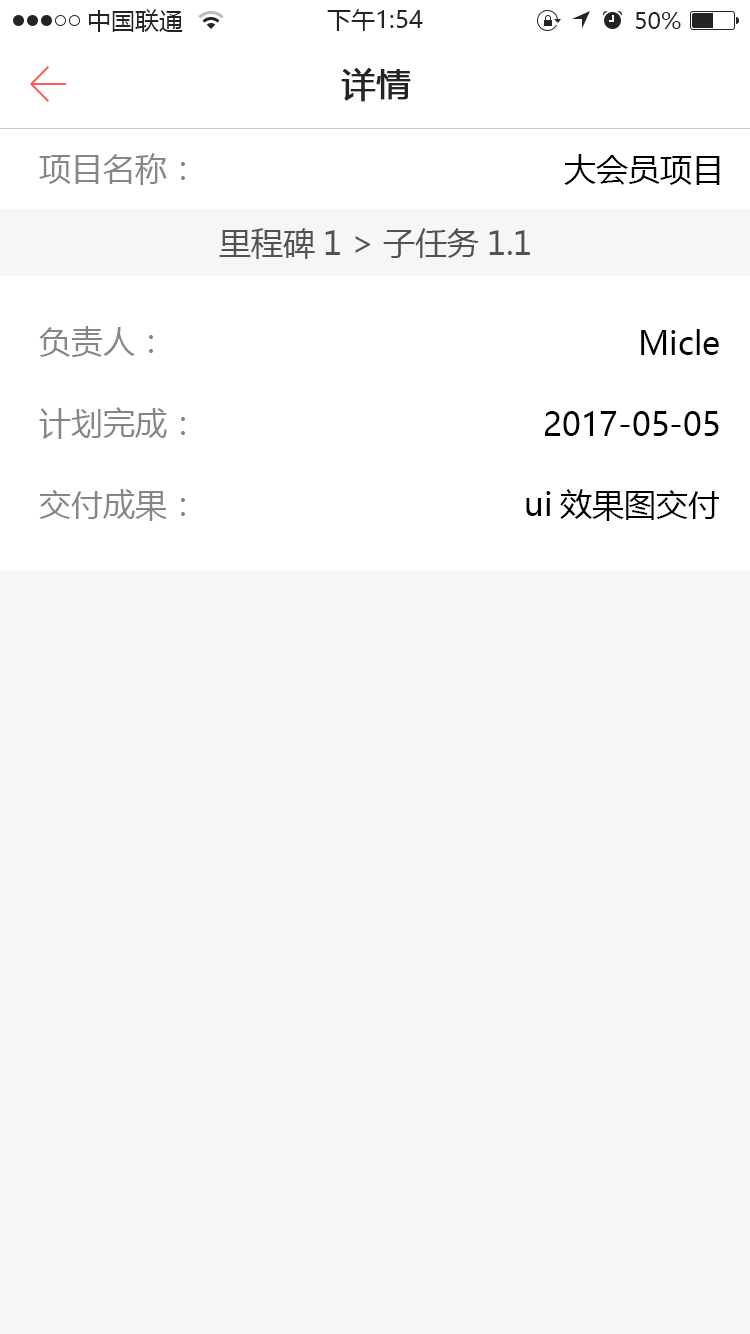 中国联通 下午1:54 50%
详情
项目名称： 大会员项目
里程碑 1 > 子任务 1.1
负责人： Micle
计划完成： 2017-05-05
交付成果： ui 效果图交付